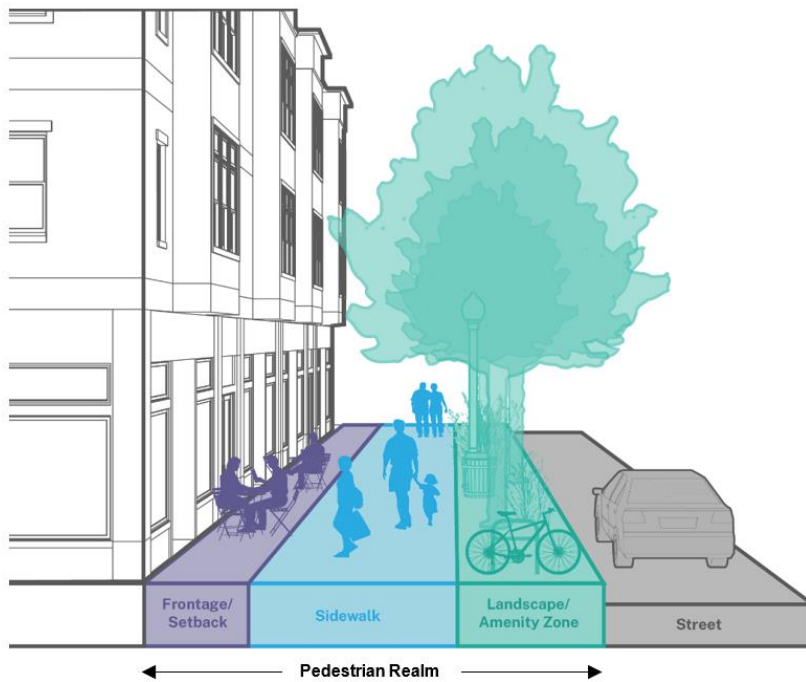 Frontage/
Setback
Sidewalk
Landscape/
Amenity Zone
Street
Pedestrian Realm